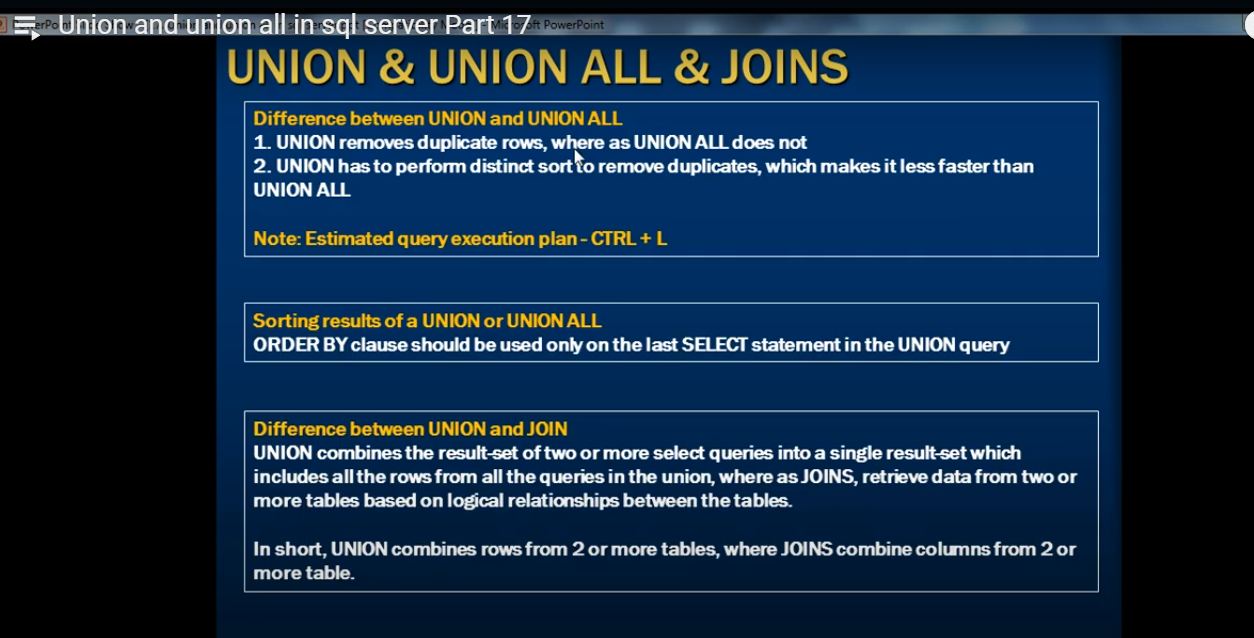 Union and union all in sql server Part 17
Microsoft PowerPoint
UNION & UNION ALL & JOINS
Difference between UNION and UNION ALL
1. UNION removes duplicate rows, where as UNION ALL does not
2. UNION has to perform distinct sort to remove duplicates, which makes it less faster than
UNION ALL
Note: Estimated query execution plan - CTRL + L
Sorting results of a UNION or UNION ALL
ORDER BY clause should be used only on the last SELECT statement in the UNION query
Difference between UNION and JOIN
UNION combines the result-set of two or more select queries into a single result-set which
includes all the rows from all the queries in the union, where as JOINS, retrieve data from two or
more tables based on logical relationships between the tables.
In short, UNION combines rows from 2 or more tables, where JOINS combine columns from 2 or
more table.